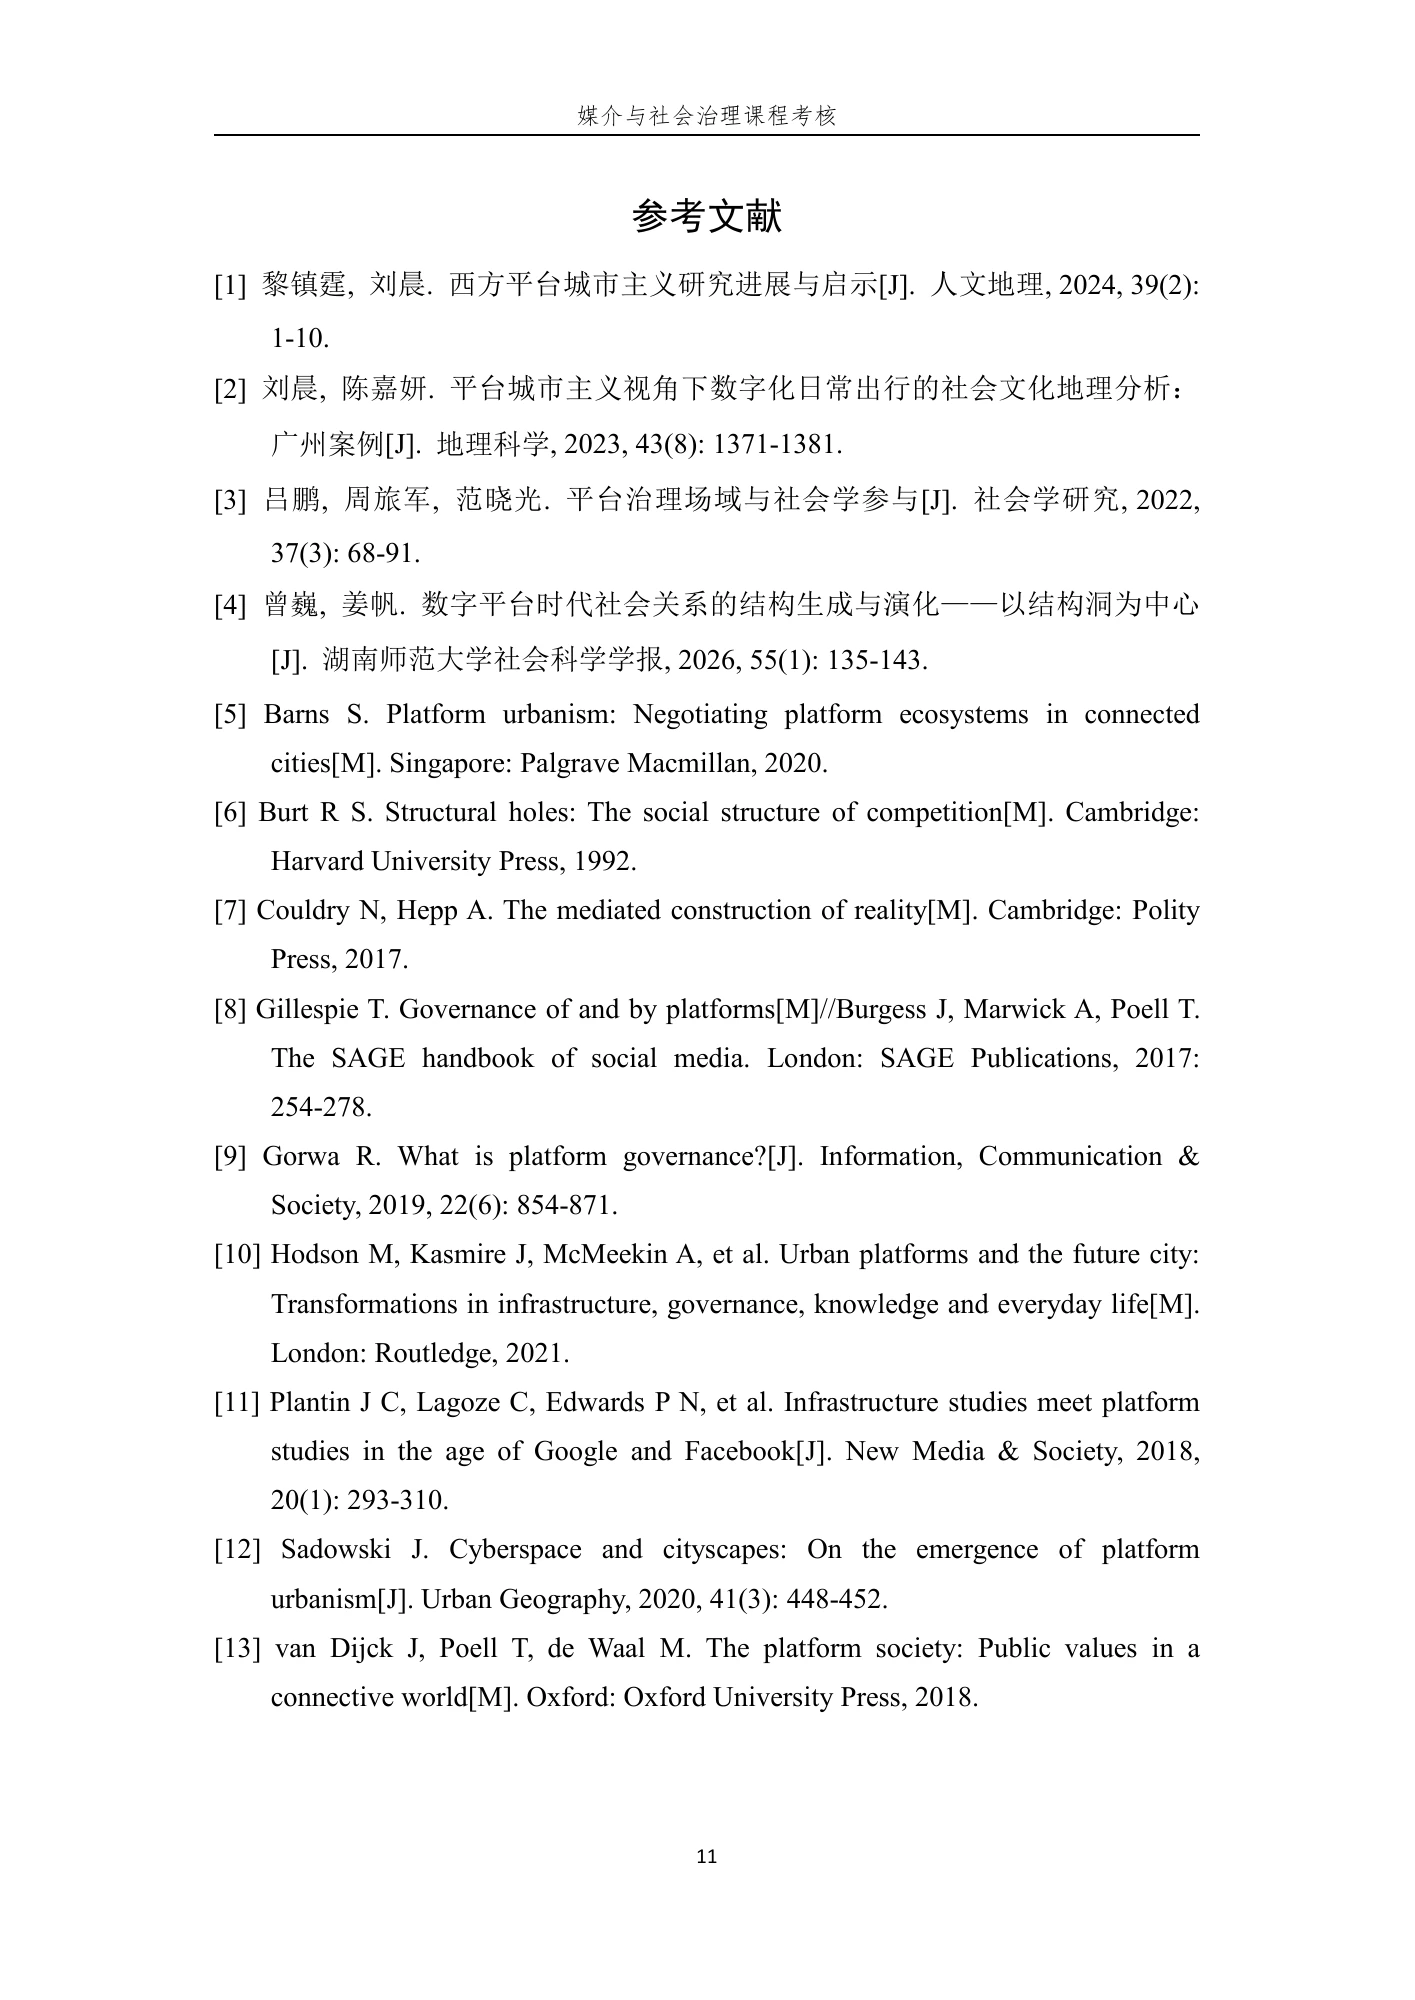 媒介与社会治理课程考核
参考文献
[1] 黎镇霆, 刘晨. 西方平台城市主义研究进展与启示[J]. 人文地理, 2024, 39(2):
1-10.
[2] 刘晨, 陈嘉妍. 平台城市主义视角下数字化日常出行的社会文化地理分析：
广州案例[J]. 地理科学, 2023, 43(8): 1371-1381.
[3] 吕鹏, 周旅军, 范晓光. 平台治理场域与社会学参与[J]. 社会学研究, 2022,
37(3): 68-91.
[4] 曾巍, 姜帆. 数字平台时代社会关系的结构生成与演化——以结构洞为中心
[J]. 湖南师范大学社会科学学报, 2026, 55(1): 135-143.
[5] Barns S. Platform urbanism: Negotiating platform ecosystems in connected
cities[M]. Singapore: Palgrave Macmillan, 2020.
[6] Burt R S. Structural holes: The social structure of competition[M]. Cambridge:
Harvard University Press, 1992.
[7] Couldry N, Hepp A. The mediated construction of reality[M]. Cambridge: Polity
Press, 2017.
[8] Gillespie T. Governance of and by platforms[M]//Burgess J, Marwick A, Poell T.
The SAGE handbook of social media. London: SAGE Publications, 2017:
254-278.
[9] Gorwa R. What is platform governance?[J]. Information, Communication &
Society, 2019, 22(6): 854-871.
[10] Hodson M, Kasmire J, McMeekin A, et al. Urban platforms and the future city:
Transformations in infrastructure, governance, knowledge and everyday life[M].
London: Routledge, 2021.
[11] Plantin J C, Lagoze C, Edwards P N, et al. Infrastructure studies meet platform
studies in the age of Google and Facebook[J]. New Media & Society, 2018,
20(1): 293-310.
[12] Sadowski J. Cyberspace and cityscapes: On the emergence of platform
urbanism[J]. Urban Geography, 2020, 41(3): 448-452.
[13] van Dijck J, Poell T, de Waal M. The platform society: Public values in a
connective world[M]. Oxford: Oxford University Press, 2018.
11